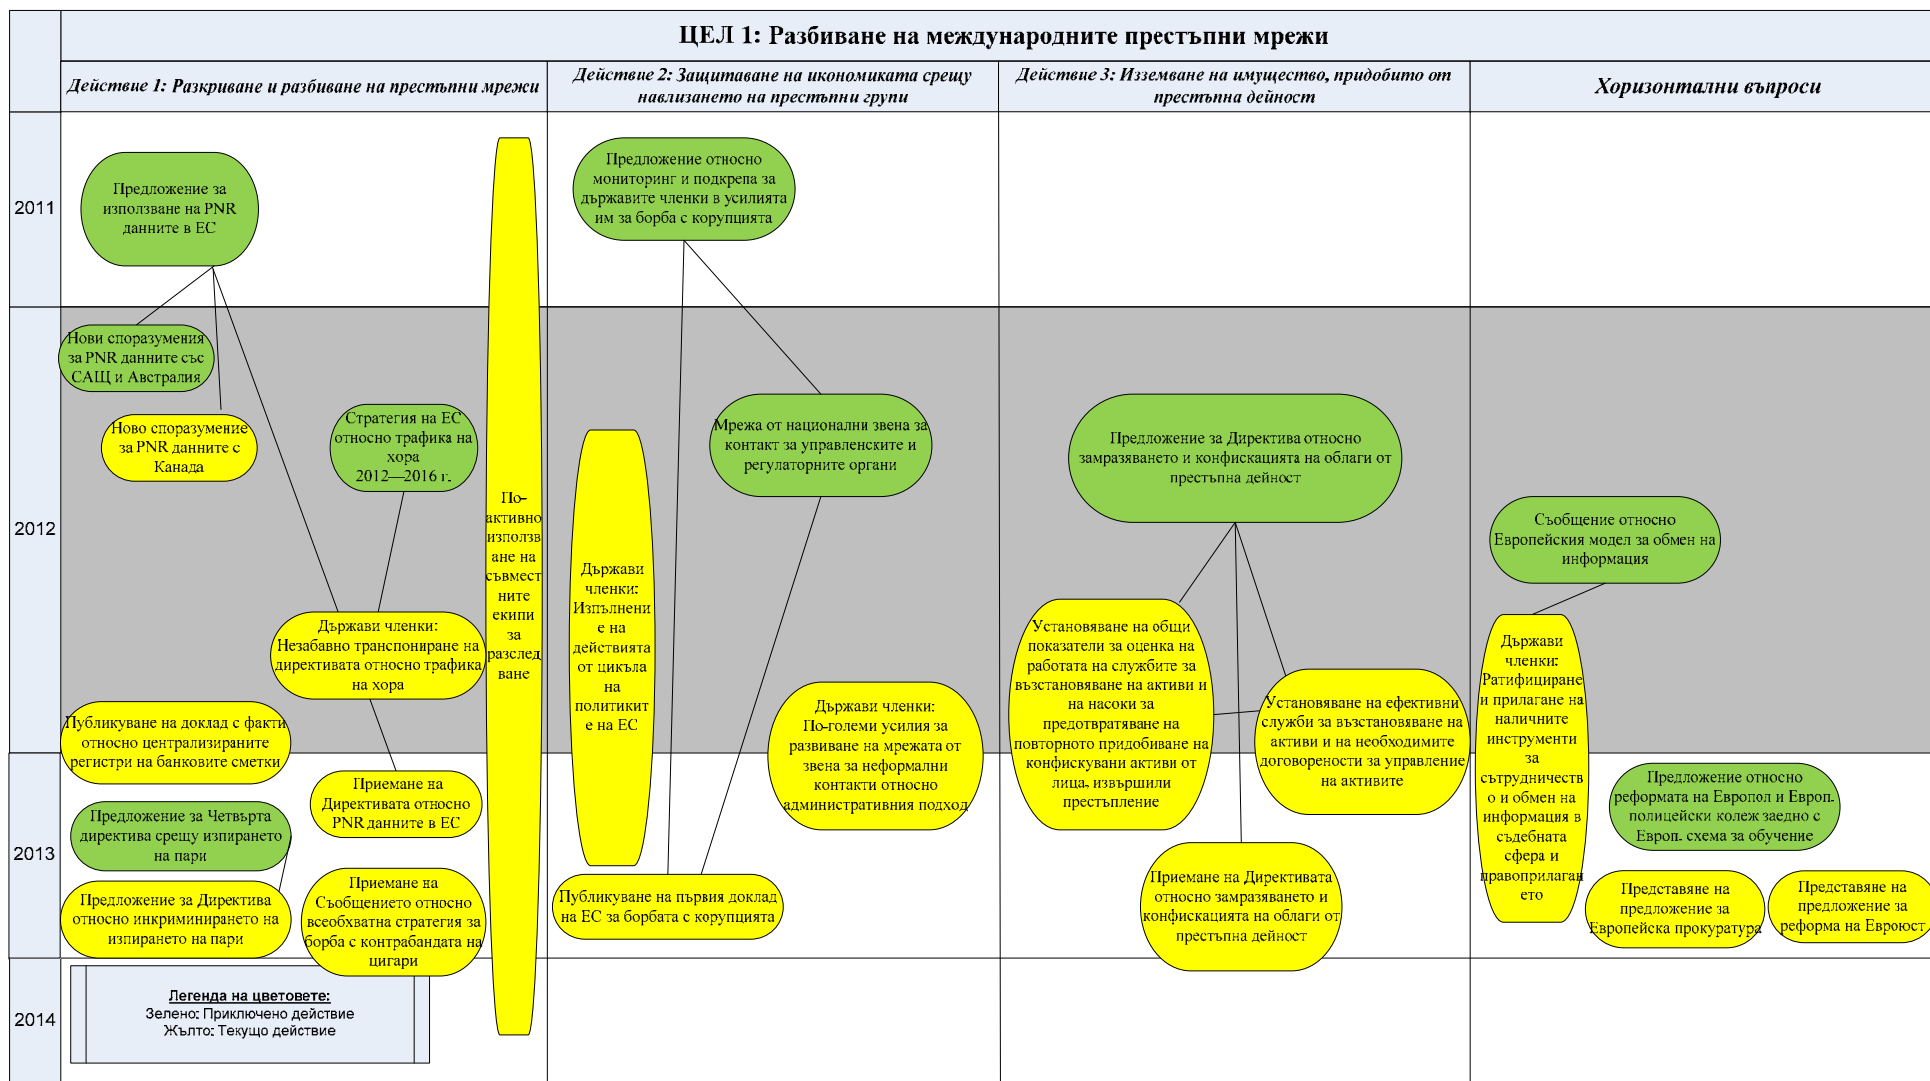 ЦЕЛ 1: Разбиване на международните престъпни мрежи
Действие 1: Разкриване и разбиване на престъпни мрежи
Действие 2: Защитаване на икономиката срещу
навлизането на престъпни групи
Действие 3: Изземване на имущество, придобито от
престъпна дейност
Хоризонтални въпроси
2011
Предложение за
използване на PNR
данните в ЕС
Предложение относно
мониторинг и подкрепа за
държавите членки в усилията
им за борба с корупцията
2012
Нови споразумения
за PNR данните със
САЩ и Австралия
Ново споразумение
за PNR данните с
Канада
Стратегия на ЕС
относно трафика на
хора
2012—2016 г.
Държави членки:
Незабавно транспониране на
директивата относно трафика
на хора
По-
активно
използв
ане на
съвмест
ните
екипи
за
разслед
ване
Държави
членки:
Изпълнени
е на
действията
от цикъла
на
политикит
е на ЕС
Мрежа от национални звена за
контакт за управленските и
регулаторните органи
Държави членки:
По-големи усилия за
развиване на мрежата от
звена за неформални
контакти относно
административния подход
Предложение за Директива относно
замразяването и конфискацията на облаги от
престъпна дейност
Установяване на общи
показатели за оценка на
работата на службите за
възстановяване на активи и
на насоки за
предотвратяване на
повторното придобиване на
конфискувани активи от
лица, извършили
престъпление
Установяване на ефективни
служби за възстановяване на
активи и на необходимите
договорености за управление
на активите
Съобщение относно
Европейския модел за обмен на
информация
Държави
членки:
Ратифициране
и прилагане на
наличните
инструменти
за
сътрудничеств
о и обмен на
информация в
съдебната
сфера и
правоприлаган
ето
Публикуване на доклад с факти
относно централизираните
регистри на банковите сметки
2013
Предложение за Четвърта
директива срещу изпирането
на пари
Предложение за Директива
относно инкриминирането на
изпирането на пари
Приемане на
Директивата относно
PNR данните в ЕС
Приемане на
Съобщението относно
всеобхватна стратегия за
борба с контрабандата на
цигари
Публикуване на първия доклад
на ЕС за борбата с корупцията
Приемане на Директивата
относно замразяването и
конфискацията на облаги от
престъпна дейност
Предложение относно
реформата на Европол и Европ.
полицейски колеж заедно с
Европ. схема за обучение
Представяне на
предложение за
Европейска прокуратура
Представяне на
предложение за
реформа на Евроюст
2014
Легенда на цветовете:
Зелено: Приключено действие
Жълто: Текущо действие